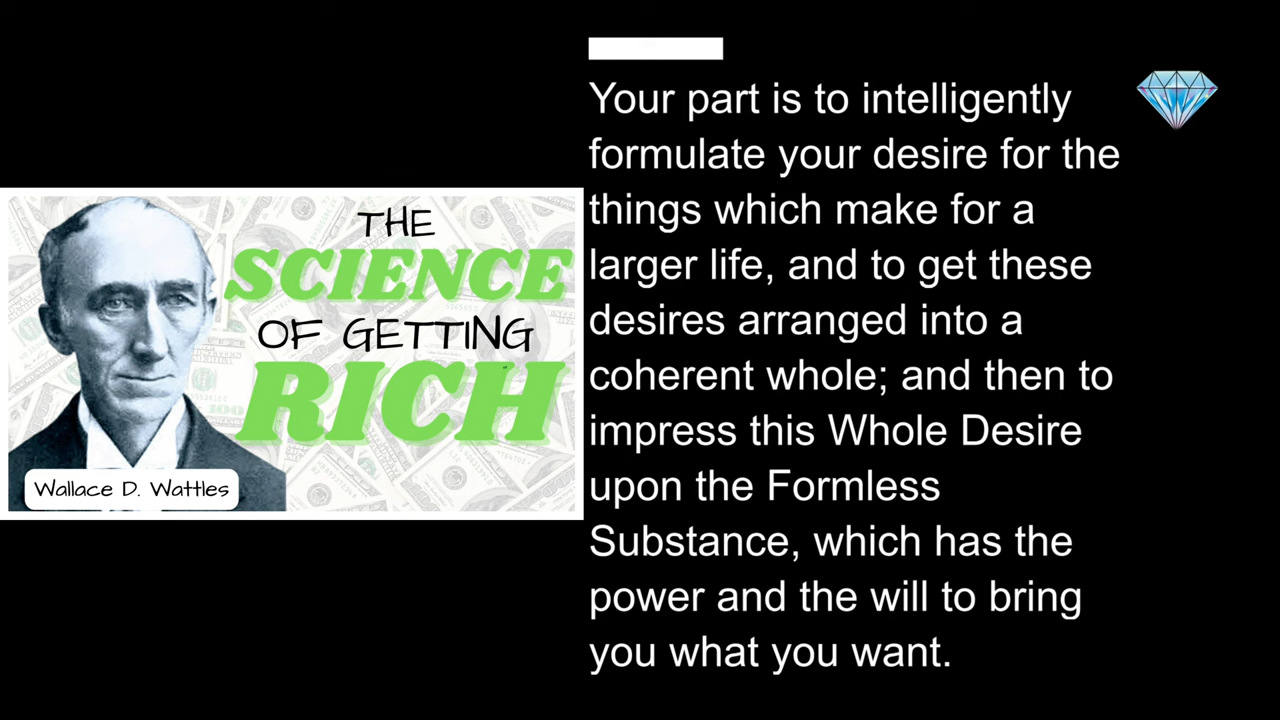 THE
SCIENCE
OF GETTING
RICH
Wallace D. Wattles
Your part is to intelligently
formulate your desire for the
things which make for a
larger life, and to get these
desires arranged into a
coherent whole; and then to
impress this Whole Desire
upon the Formless
Substance, which has the
power and the will to bring
you what you want.